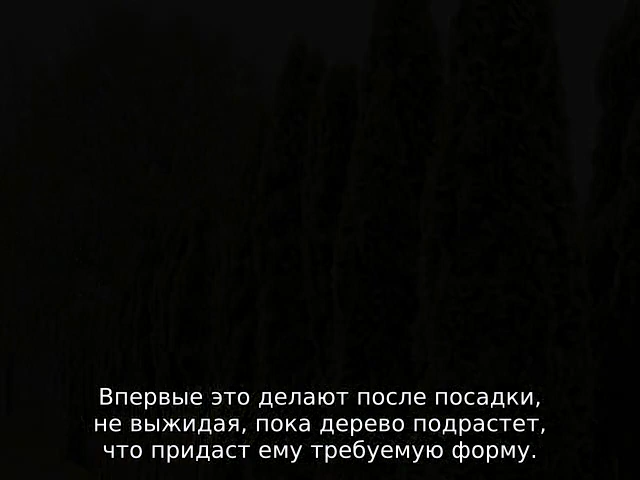 Впервые это делают после посадки,
не выжидая, пока дерево подрастет,
что придаст ему требуемую форму.